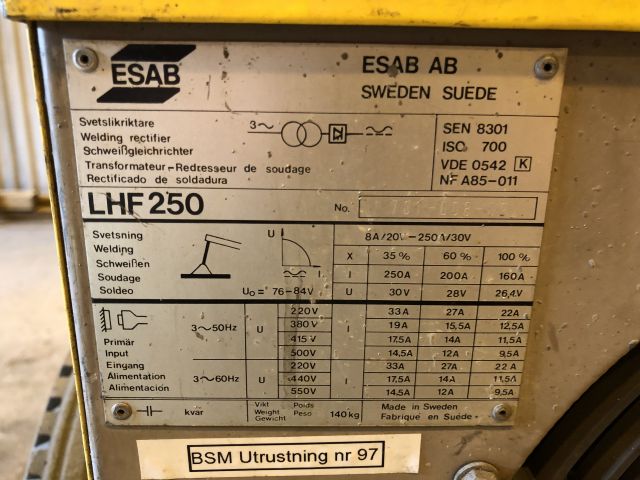 ESAB
ESAB AB
SWEDEN SUEDE
Svetslikriktare
Welding rectifier
Schweißgleichrichter
Transformateur-Redresseur de soudage
Rectificado de soldadura
3~
SEN 8301
ISO 700
VDE 0542 K
NF A85-011
LHF 250
No.
Svetsning
Welding
Schweißen
Soudage
Soldeo
U
I
U₀ = 76-84V
8A/20V - 250A/30V
X 35% 60% 100%
I 250A 200A 160A
U 30V 28V 26,4V
Primär
Input
Eingang
Alimentation
Alimentación
3~50Hz U I
220V 33A 27A 22A
380V 19A 15,5A 12,5A
415V 17,5A 14A 11,5A
500V 14,5A 12A 9,5A
3~60Hz U I
220V 33A 27A 22A
440V 17,5A 14A 11,5A
550V 14,5A 12A 9,5A
kvar
Vikt Poids
Weight Peso
Gewicht
140kg
Made in Sweden
Fabriqué en Suède
BSM Utrustning nr 97